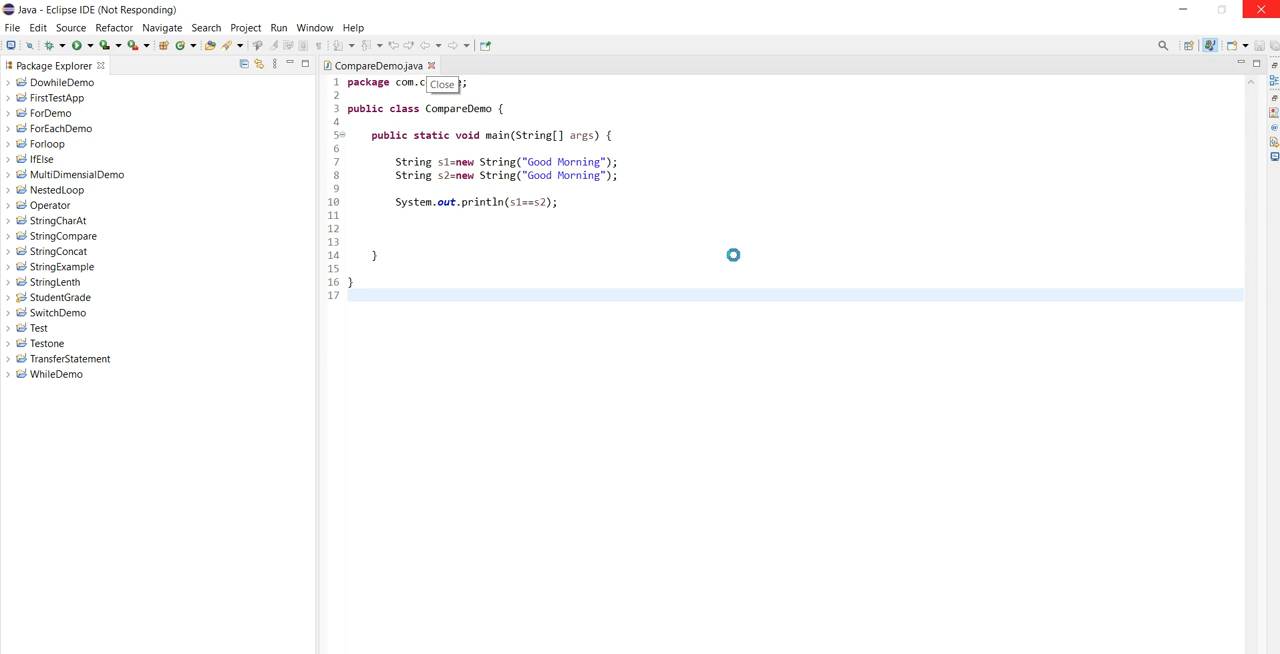 Java - Eclipse IDE (Not Responding)
File Edit Source Refactor Navigate Search Project Run Window Help
Package Explorer
CompareDemo.java
Close
DowhileDemo
FirstTestApp
ForDemo
ForEachDemo
Forloop
IfElse
MultiDimensialDemo
NestedLoop
Operator
StringCharAt
StringCompare
StringConcat
StringExample
StringLenth
StudentGrade
SwitchDemo
Test
Testone
TransferStatement
WhileDemo
1 package com.c ;
2
3 public class CompareDemo {
4
5 public static void main(String[] args) {
6
7 String s1=new String("Good Morning");
8 String s2=new String("Good Morning");
9
10 System.out.println(s1==s2);
11
12
13
14 }
15
16 }
17